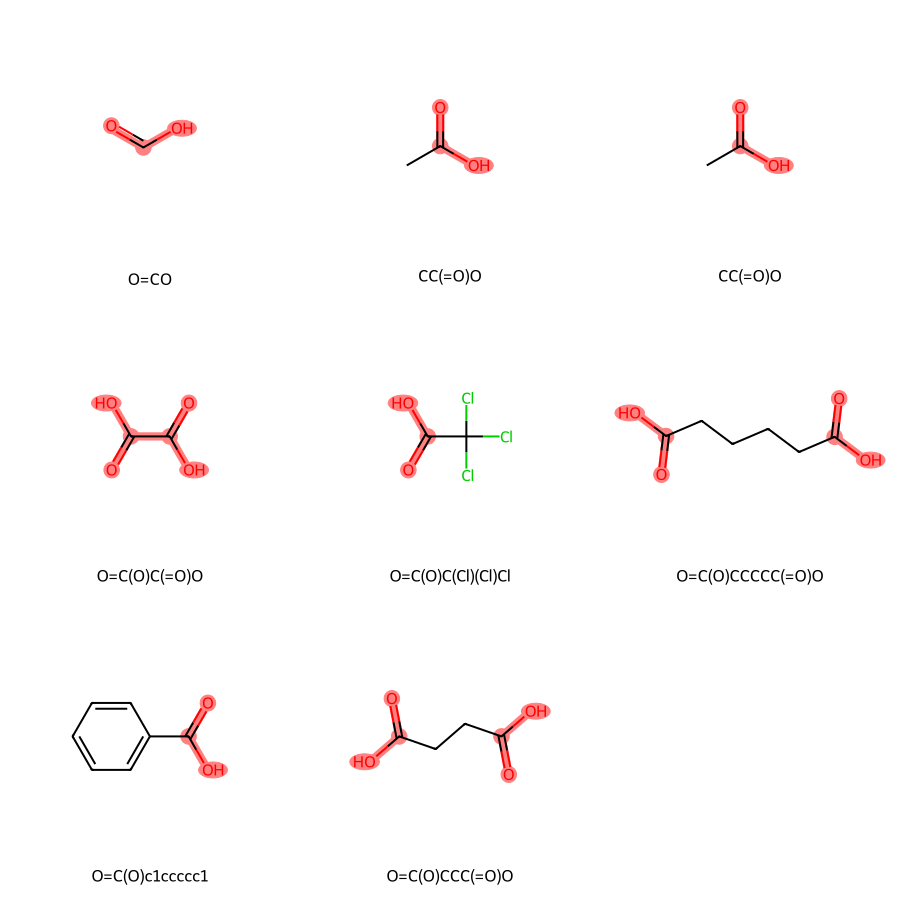 O
OH
O=CO
O
OH
CC(=O)O
O
OH
CC(=O)O
HO
O
O
OH
O=C(O)C(=O)O
HO
O
Cl
Cl
Cl
O=C(O)C(Cl)(Cl)Cl
HO
O
O
OH
O=C(O)CCCCC(=O)O
O
OH
O=C(O)c1ccccc1
O
HO
OH
O
O=C(O)CCC(=O)O